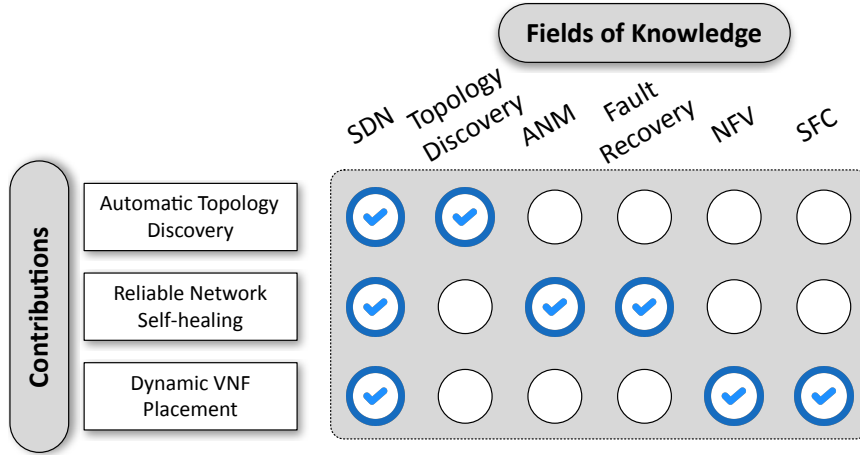 Fields of Knowledge
SDN
Topology
Discovery
ANM
Fault
Recovery
NFV
SFC
Contributions
Automatic Topology
Discovery
Reliable Network
Self-healing
Dynamic VNF
Placement